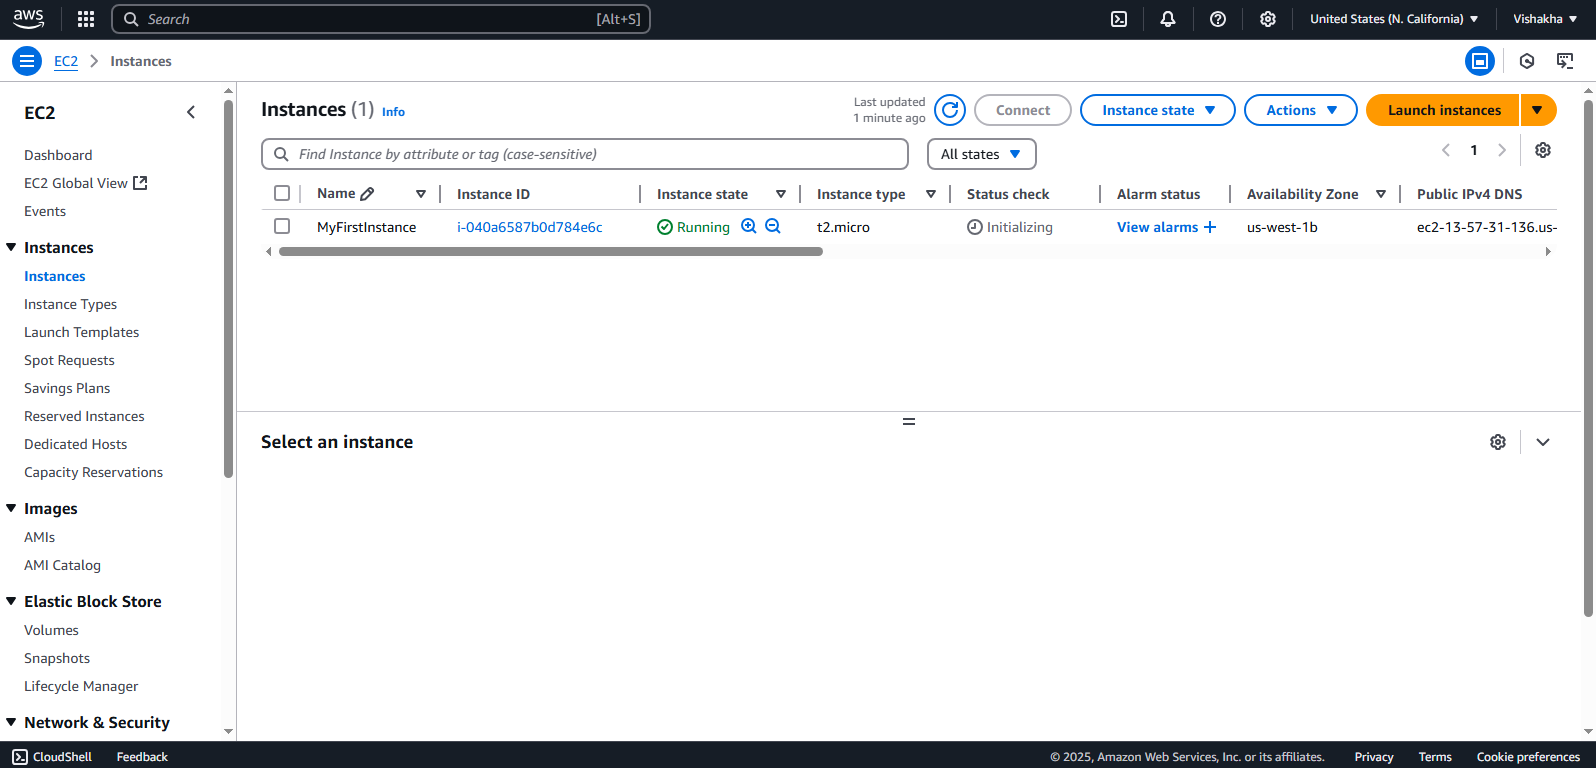 aws
Search [Alt+S]
United States (N. California)
Vishakha
EC2 > Instances
EC2
Dashboard
EC2 Global View
Events
Instances
Instances
Instance Types
Launch Templates
Spot Requests
Savings Plans
Reserved Instances
Dedicated Hosts
Capacity Reservations
Images
AMIs
AMI Catalog
Elastic Block Store
Volumes
Snapshots
Lifecycle Manager
Network & Security
Instances (1) Info
Last updated
1 minute ago
Connect
Instance state
Actions
Launch instances
Find Instance by attribute or tag (case-sensitive)
All states
1
Name Instance ID Instance state Instance type Status check Alarm status Availability Zone Public IPv4 DNS
MyFirstInstance i-040a6587b0d784e6c Running t2.micro Initializing View alarms + us-west-1b ec2-13-57-31-136.us-
Select an instance
CloudShell Feedback © 2025, Amazon Web Services, Inc. or its affiliates. Privacy Terms Cookie preferences